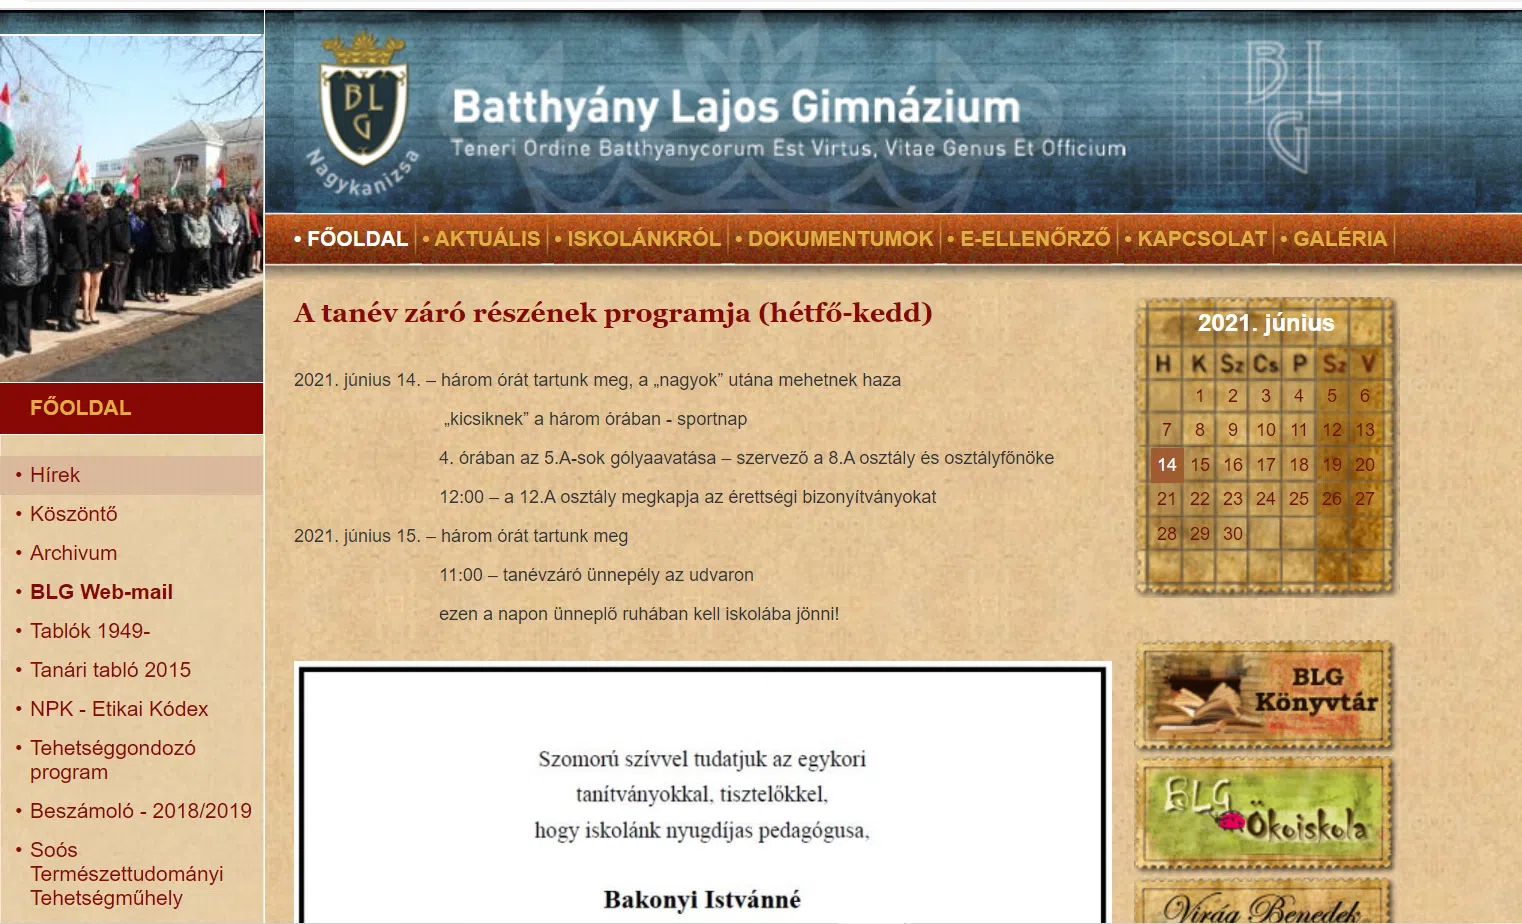 BLG
Nagykanizsa
Batthyány Lajos Gimnázium
Teneri Ordine Batthyanycorum Est Virtus, Vitae Genus Et Officium
BLG
• FŐOLDAL • AKTUÁLIS • ISKOLÁNKRÓL • DOKUMENTUMOK • E-ELLENŐRZŐ • KAPCSOLAT • GALÉRIA
FŐOLDAL
• Hírek
• Köszöntő
• Archivum
• BLG Web-mail
• Tablók 1949-
• Tanári tabló 2015
• NPK - Etikai Kódex
• Tehetséggondozó
program
• Beszámoló - 2018/2019
• Soós
Természettudományi
Tehetségműhely
A tanév záró részének programja (hétfő-kedd)
2021. június 14. – három órát tartunk meg, a „nagyok” utána mehetnek haza
„kicsiknek” a három órában - sportnap
4. órában az 5.A-sok gólyaavatása – szervező a 8.A osztály és osztályfőnöke
12:00 – a 12.A osztály megkapja az érettségi bizonyítványokat
2021. június 15. – három órát tartunk meg
11:00 – tanévzáró ünnepély az udvaron
ezen a napon ünneplő ruhában kell iskolába jönni!
Szomorú szívvel tudatjuk az egykori
tanítványokkal, tisztelőkkel,
hogy iskolánk nyugdíjas pedagógusa,
Bakonyi Istvánné
2021. június
H K Sz Cs P Sz V
1 2 3 4 5 6
7 8 9 10 11 12 13
14 15 16 17 18 19 20
21 22 23 24 25 26 27
28 29 30
BLG
Könyvtár
BLG
Ökoiskola
Virág Benedek